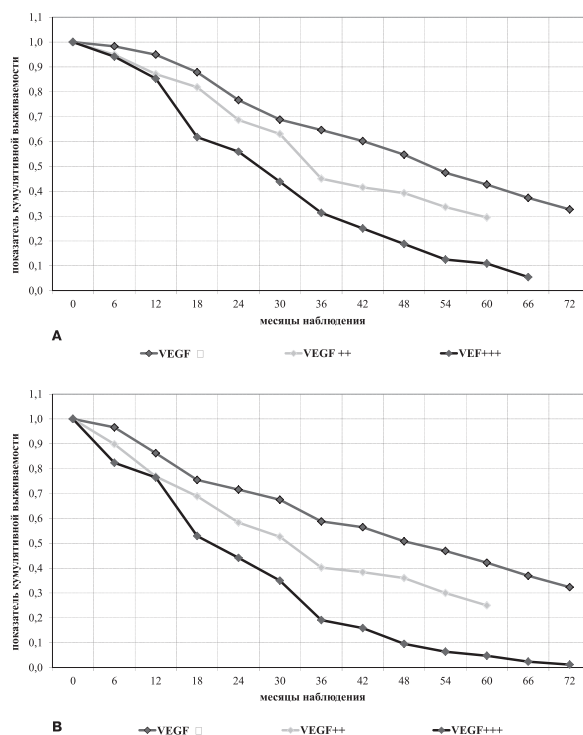 1,1
1,0
0,9
0,8
0,7
0,6
0,5
0,4
0,3
0,2
0,1
0,0
показатель кумулятивной выживаемости
0 6 12 18 24 30 36 42 48 54 60 66 72
месяцы наблюдения
А
VEGF □ VEGF ++ VEF+++
1,1
1,0
0,9
0,8
0,7
0,6
0,5
0,4
0,3
0,2
0,1
0,0
показатель кумулятивной выживаемости
0 6 12 18 24 30 36 42 48 54 60 66 72
месяцы наблюдения
В
VEGF □ VEGF++ VEGF+++